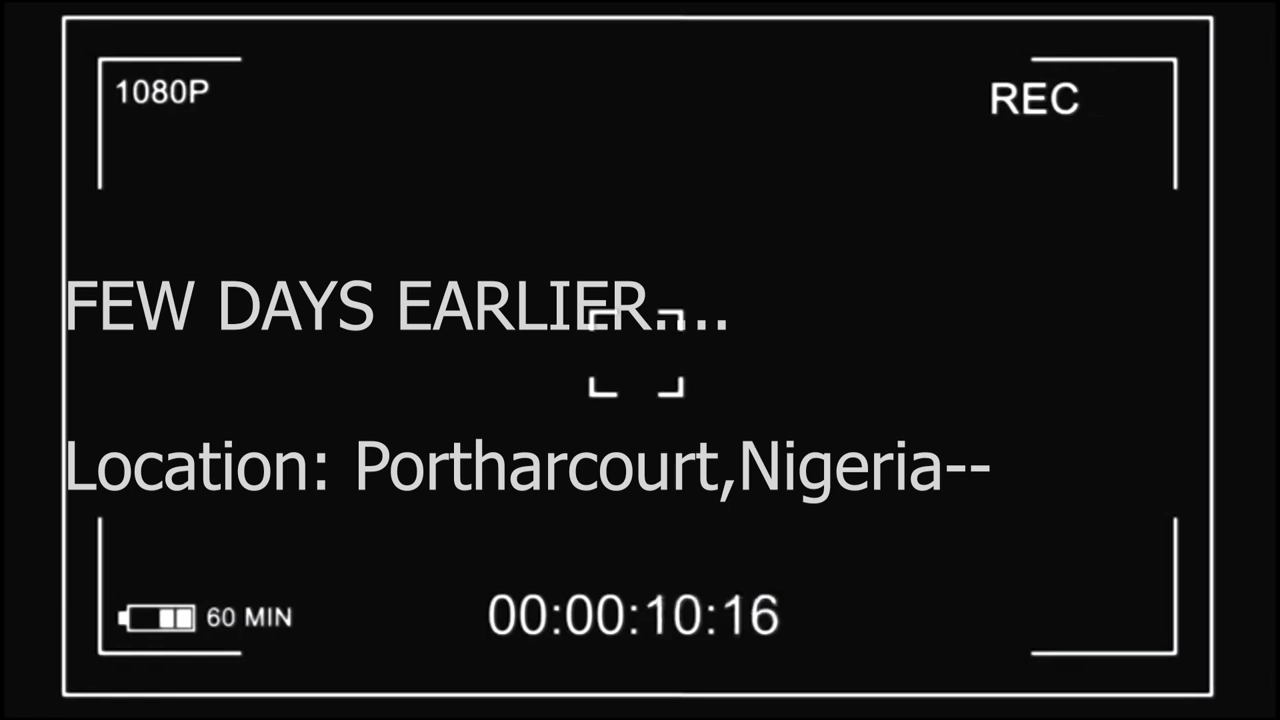 1080P
REC
FEW DAYS EARLIER....
Location: Portharcourt,Nigeria--
60 MIN
00:00:10:16